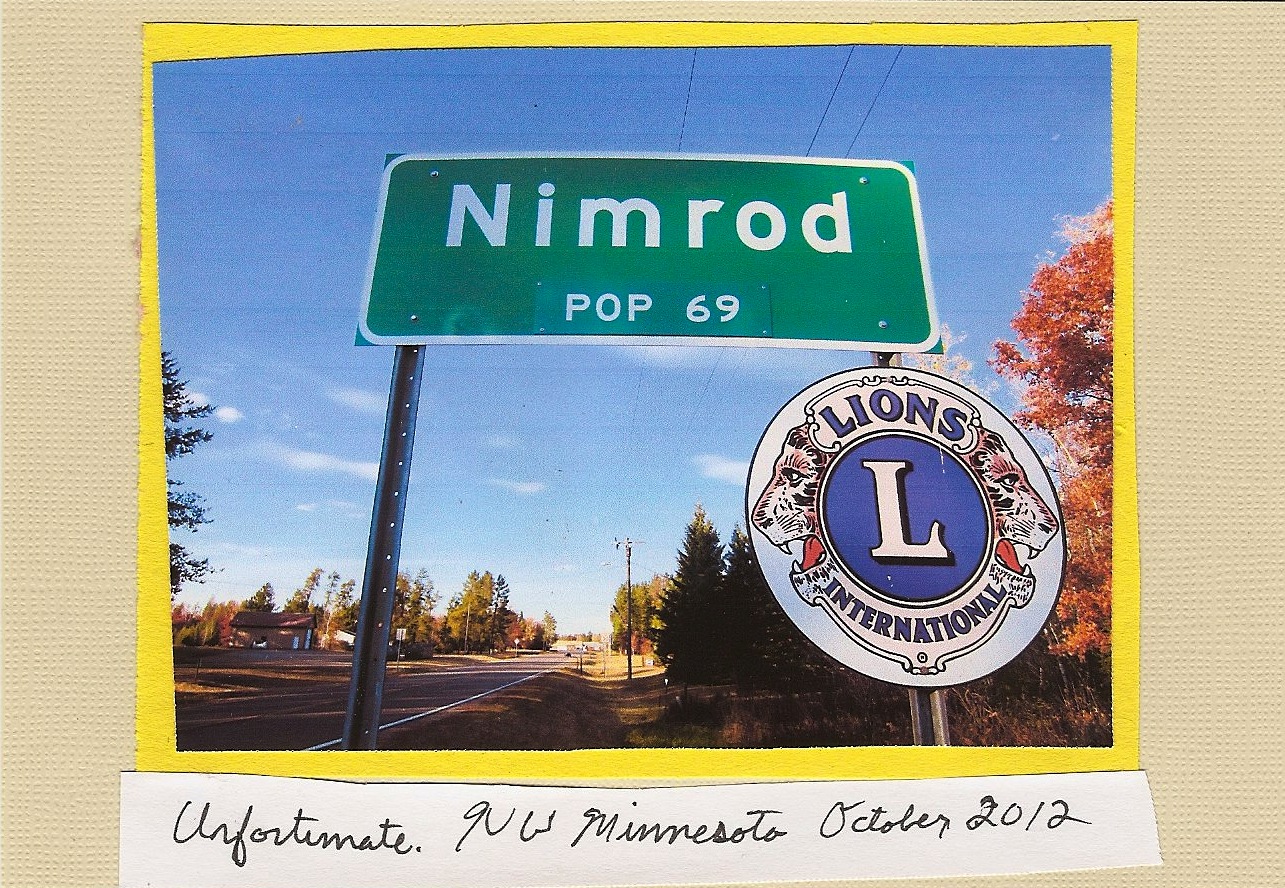 Nimrod
POP 69
LIONS
L
INTERNATIONAL
Unfortunate. NW Minnesota October 2012